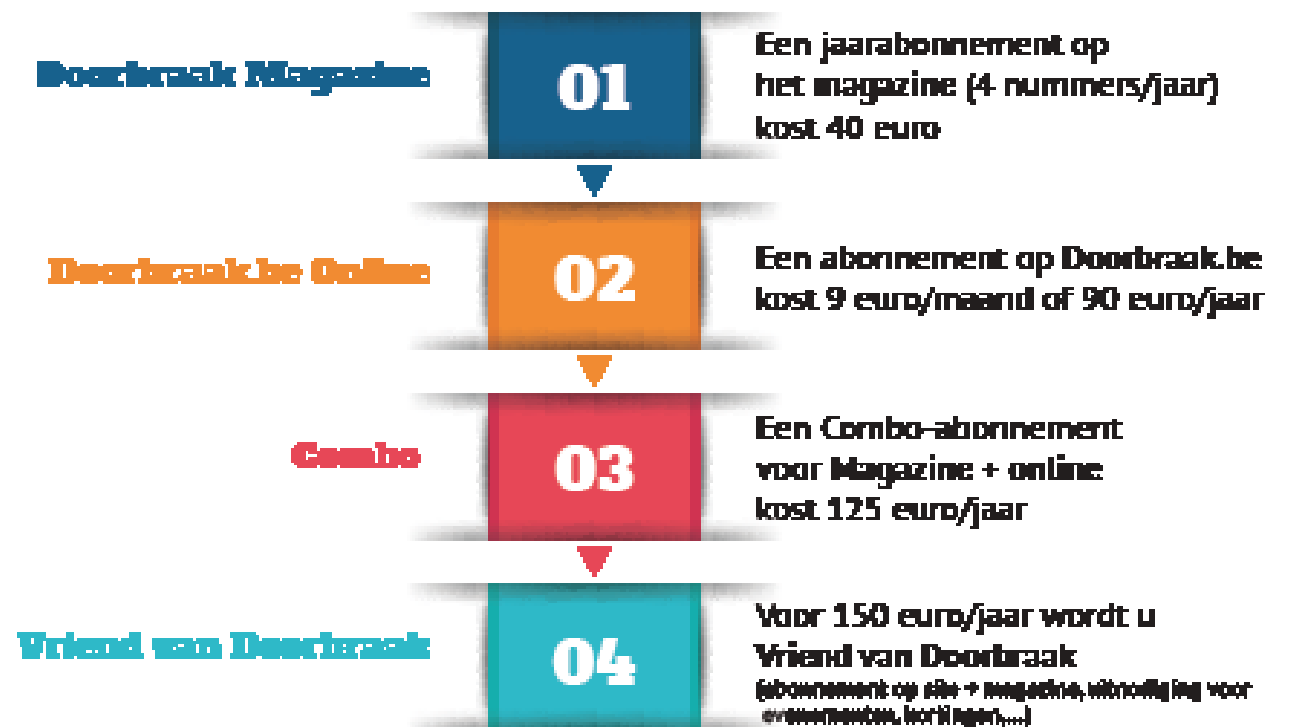 Doorbraak Magazine
01
Een jaarabonnement op
het magazine (4 nummers/jaar)
kost 40 euro
Doorbraak.be Online
02
Een abonnement op Doorbraak.be
kost 9 euro/maand of 90 euro/jaar
Combo
03
Een Combo-abonnement
voor Magazine + online
kost 125 euro/jaar
Vriend van Doorbraak
04
Voor 150 euro/jaar wordt u
Vriend van Doorbraak
(abonnement op site + magazine, uitnodiging voor
evenementen, kortingen,...)